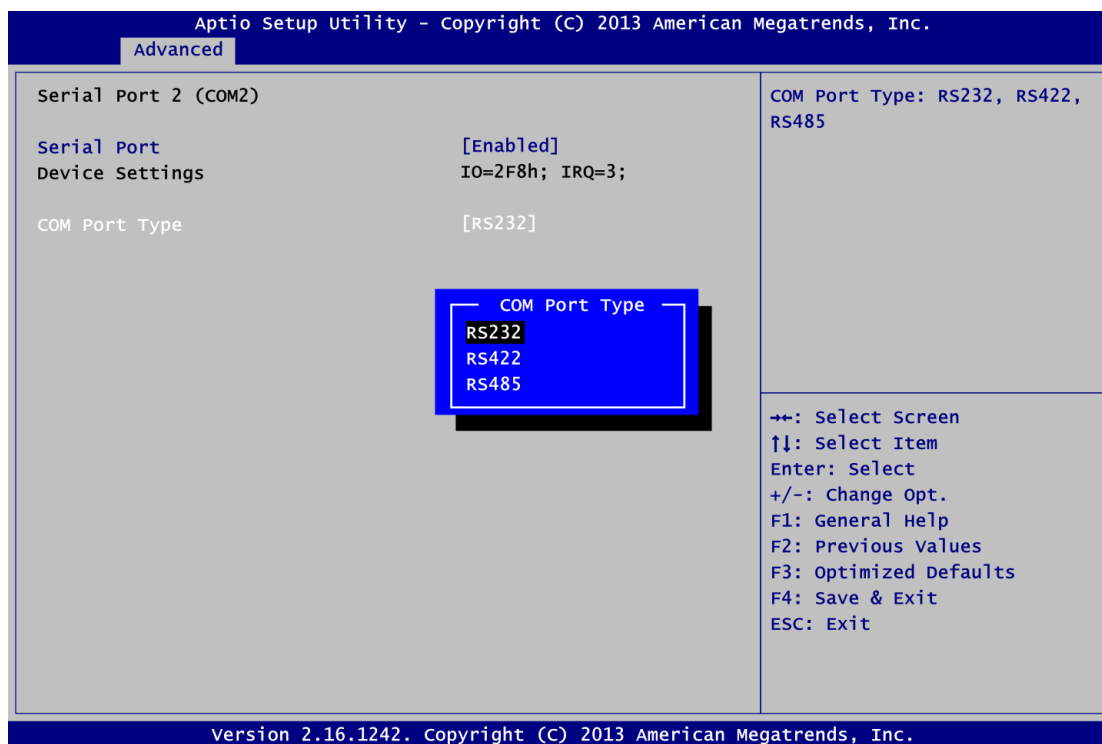 Aptio Setup Utility – Copyright (C) 2013 American Megatrends, Inc.
Advanced
Serial Port 2 (COM2)
Serial Port [Enabled]
Device Settings IO=2F8h; IRQ=3;
COM Port Type [RS232]
COM Port Type
RS232
RS422
RS485
COM Port Type: RS232, RS422,
RS485
→←: Select Screen
↑↓: Select Item
Enter: Select
+/-: Change Opt.
F1: General Help
F2: Previous Values
F3: Optimized Defaults
F4: Save & Exit
ESC: Exit
Version 2.16.1242. Copyright (C) 2013 American Megatrends, Inc.